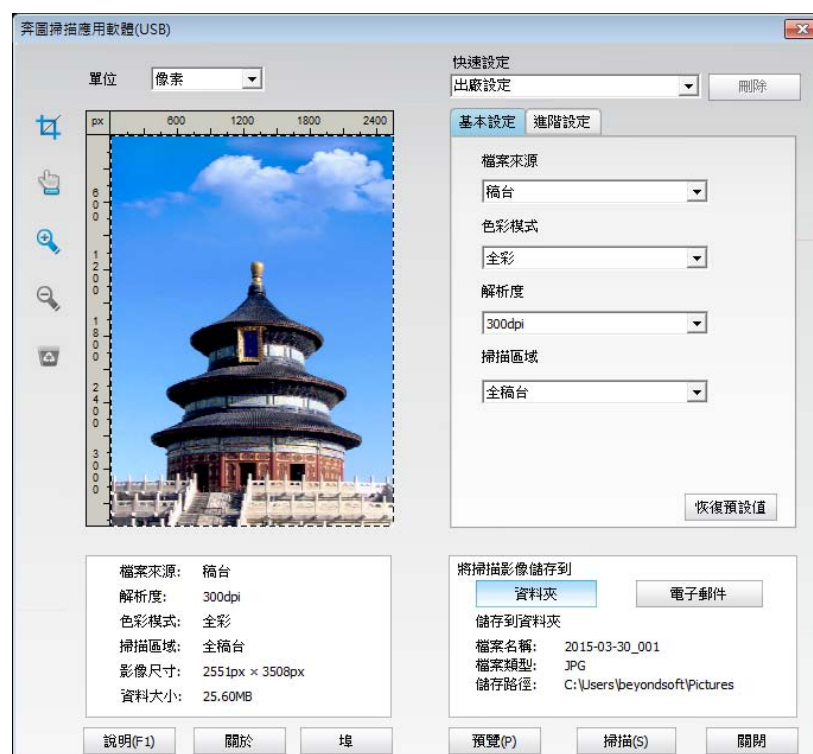 奔圖掃描應用軟體(USB)
單位
像素
快速設定
出廠設定
刪除
px 600 1200 1800 2400
600
1200
1800
2400
3000
基本設定 進階設定
檔案來源
稿台
色彩模式
全彩
解析度
300dpi
掃描區域
全稿台
恢復預設值
檔案來源: 稿台
解析度: 300dpi
色彩模式: 全彩
掃描區域: 全稿台
影像尺寸: 2551px × 3508px
資料大小: 25.60MB
將掃描影像儲存到
資料夾 電子郵件
儲存到資料夾
檔案名稱: 2015-03-30_001
檔案類型: JPG
儲存路徑: C:\Users\beyondsoft\Pictures
說明(F1) 關於 埠 預覽(P) 掃描(S) 關閉